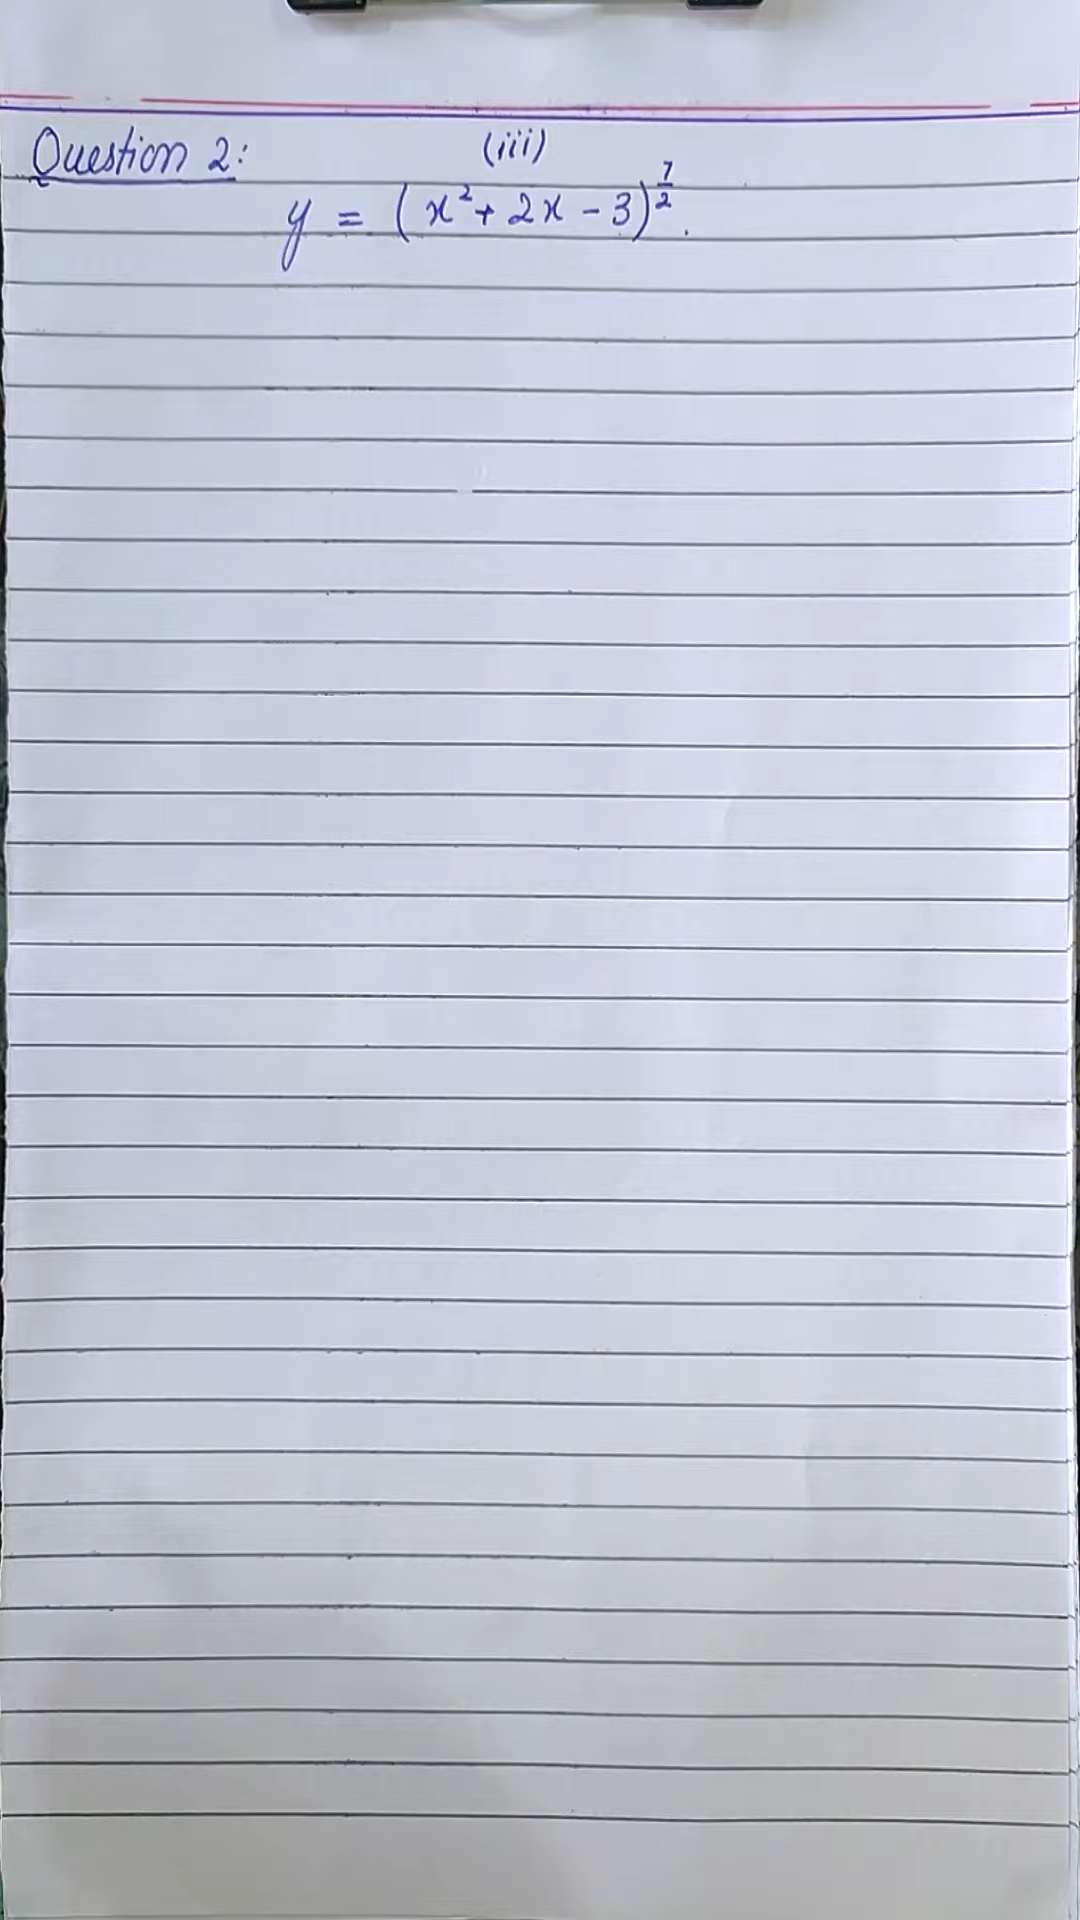 Question 2: (iii)
y = (x² + 2x - 3)^(7/2).